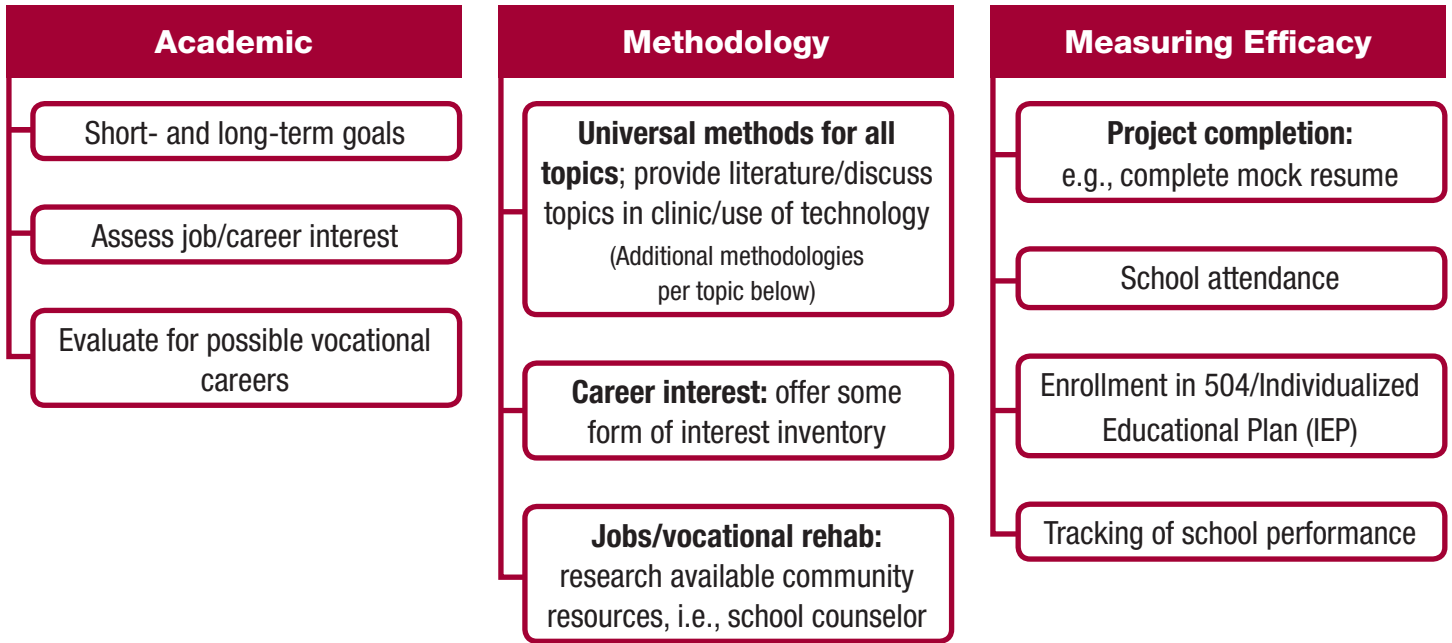 Academic
Short- and long-term goals
Assess job/career interest
Evaluate for possible vocational
careers
Methodology
Universal methods for all
topics; provide literature/discuss
topics in clinic/use of technology
(Additional methodologies
per topic below)
Career interest: offer some
form of interest inventory
Jobs/vocational rehab:
research available community
resources, i.e., school counselor
Measuring Efficacy
Project completion:
e.g., complete mock resume
School attendance
Enrollment in 504/Individualized
Educational Plan (IEP)
Tracking of school performance